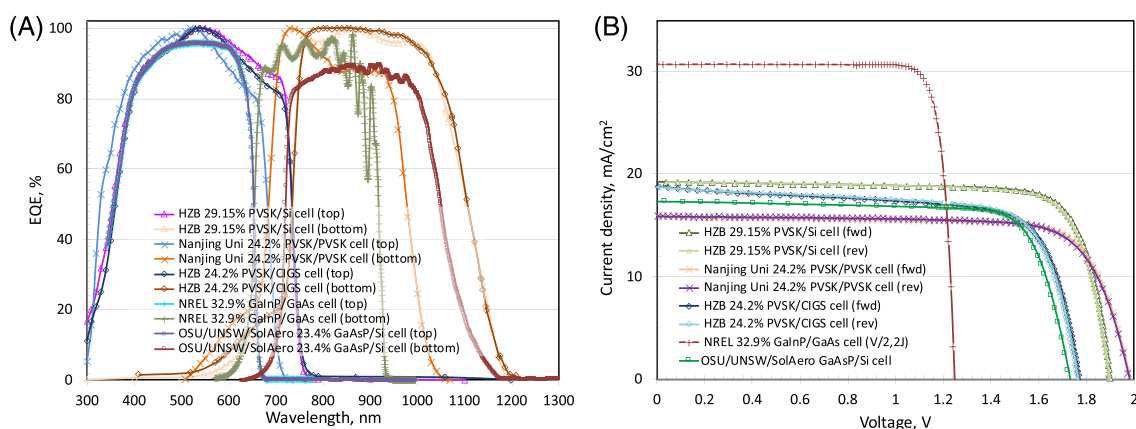 (A)
100
80
60
40
20
0
EQE, %
HZB 29.15% PVSK/Si cell (top)
HZB 29.15% PVSK/Si cell (bottom)
Nanjing Uni 24.2% PVSK/PVSK cell (top)
Nanjing Uni 24.2% PVSK/PVSK cell (bottom)
HZB 24.2% PVSK/CIGS cell (top)
HZB 24.2% PVSK/CIGS cell (bottom)
NREL 32.9% GaInP/GaAs cell (top)
NREL 32.9% GaInP/GaAs cell (bottom)
OSU/UNSW/SolAero 23.4% GaAsP/Si cell (top)
OSU/UNSW/SolAero 23.4% GaAsP/Si cell (bottom)
300 400 500 600 700 800 900 1000 1100 1200 1300
Wavelength, nm
(B)
30
20
10
0
Current density, mA/cm²
HZB 29.15% PVSK/Si cell (fwd)
HZB 29.15% PVSK/Si cell (rev)
Nanjing Uni 24.2% PVSK/PVSK cell (fwd)
Nanjing Uni 24.2% PVSK/PVSK cell (rev)
HZB 24.2% PVSK/CIGS cell (fwd)
HZB 24.2% PVSK/CIGS cell (rev)
NREL 32.9% GaInP/GaAs cell (V/2,2J)
OSU/UNSW/SolAero GaAsP/Si cell
0 0.2 0.4 0.6 0.8 1 1.2 1.4 1.6 1.8 2
Voltage, V